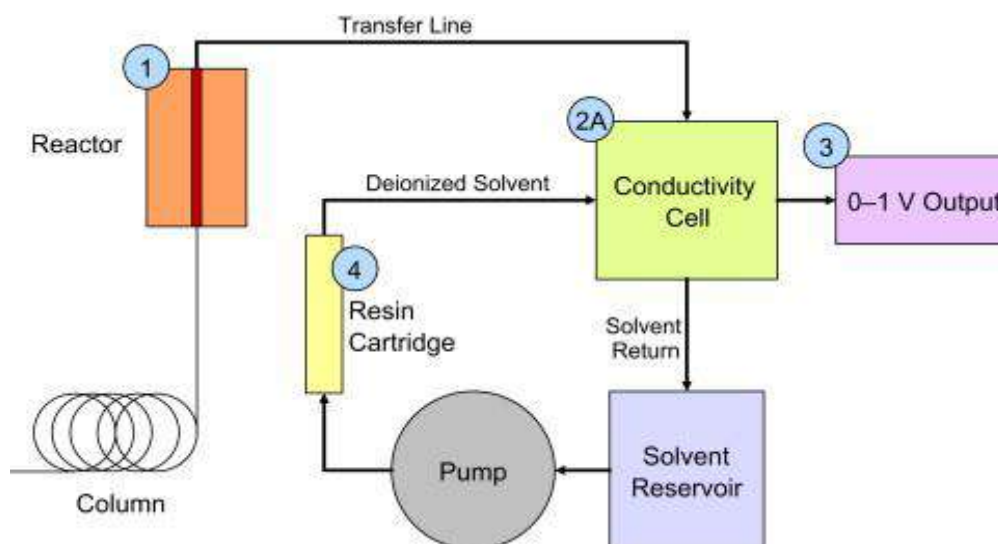 Transfer Line
1
Reactor
2A
Conductivity
Cell
3
0–1 V Output
Deionized Solvent
4
Resin
Cartridge
Solvent
Return
Column
Pump
Solvent
Reservoir